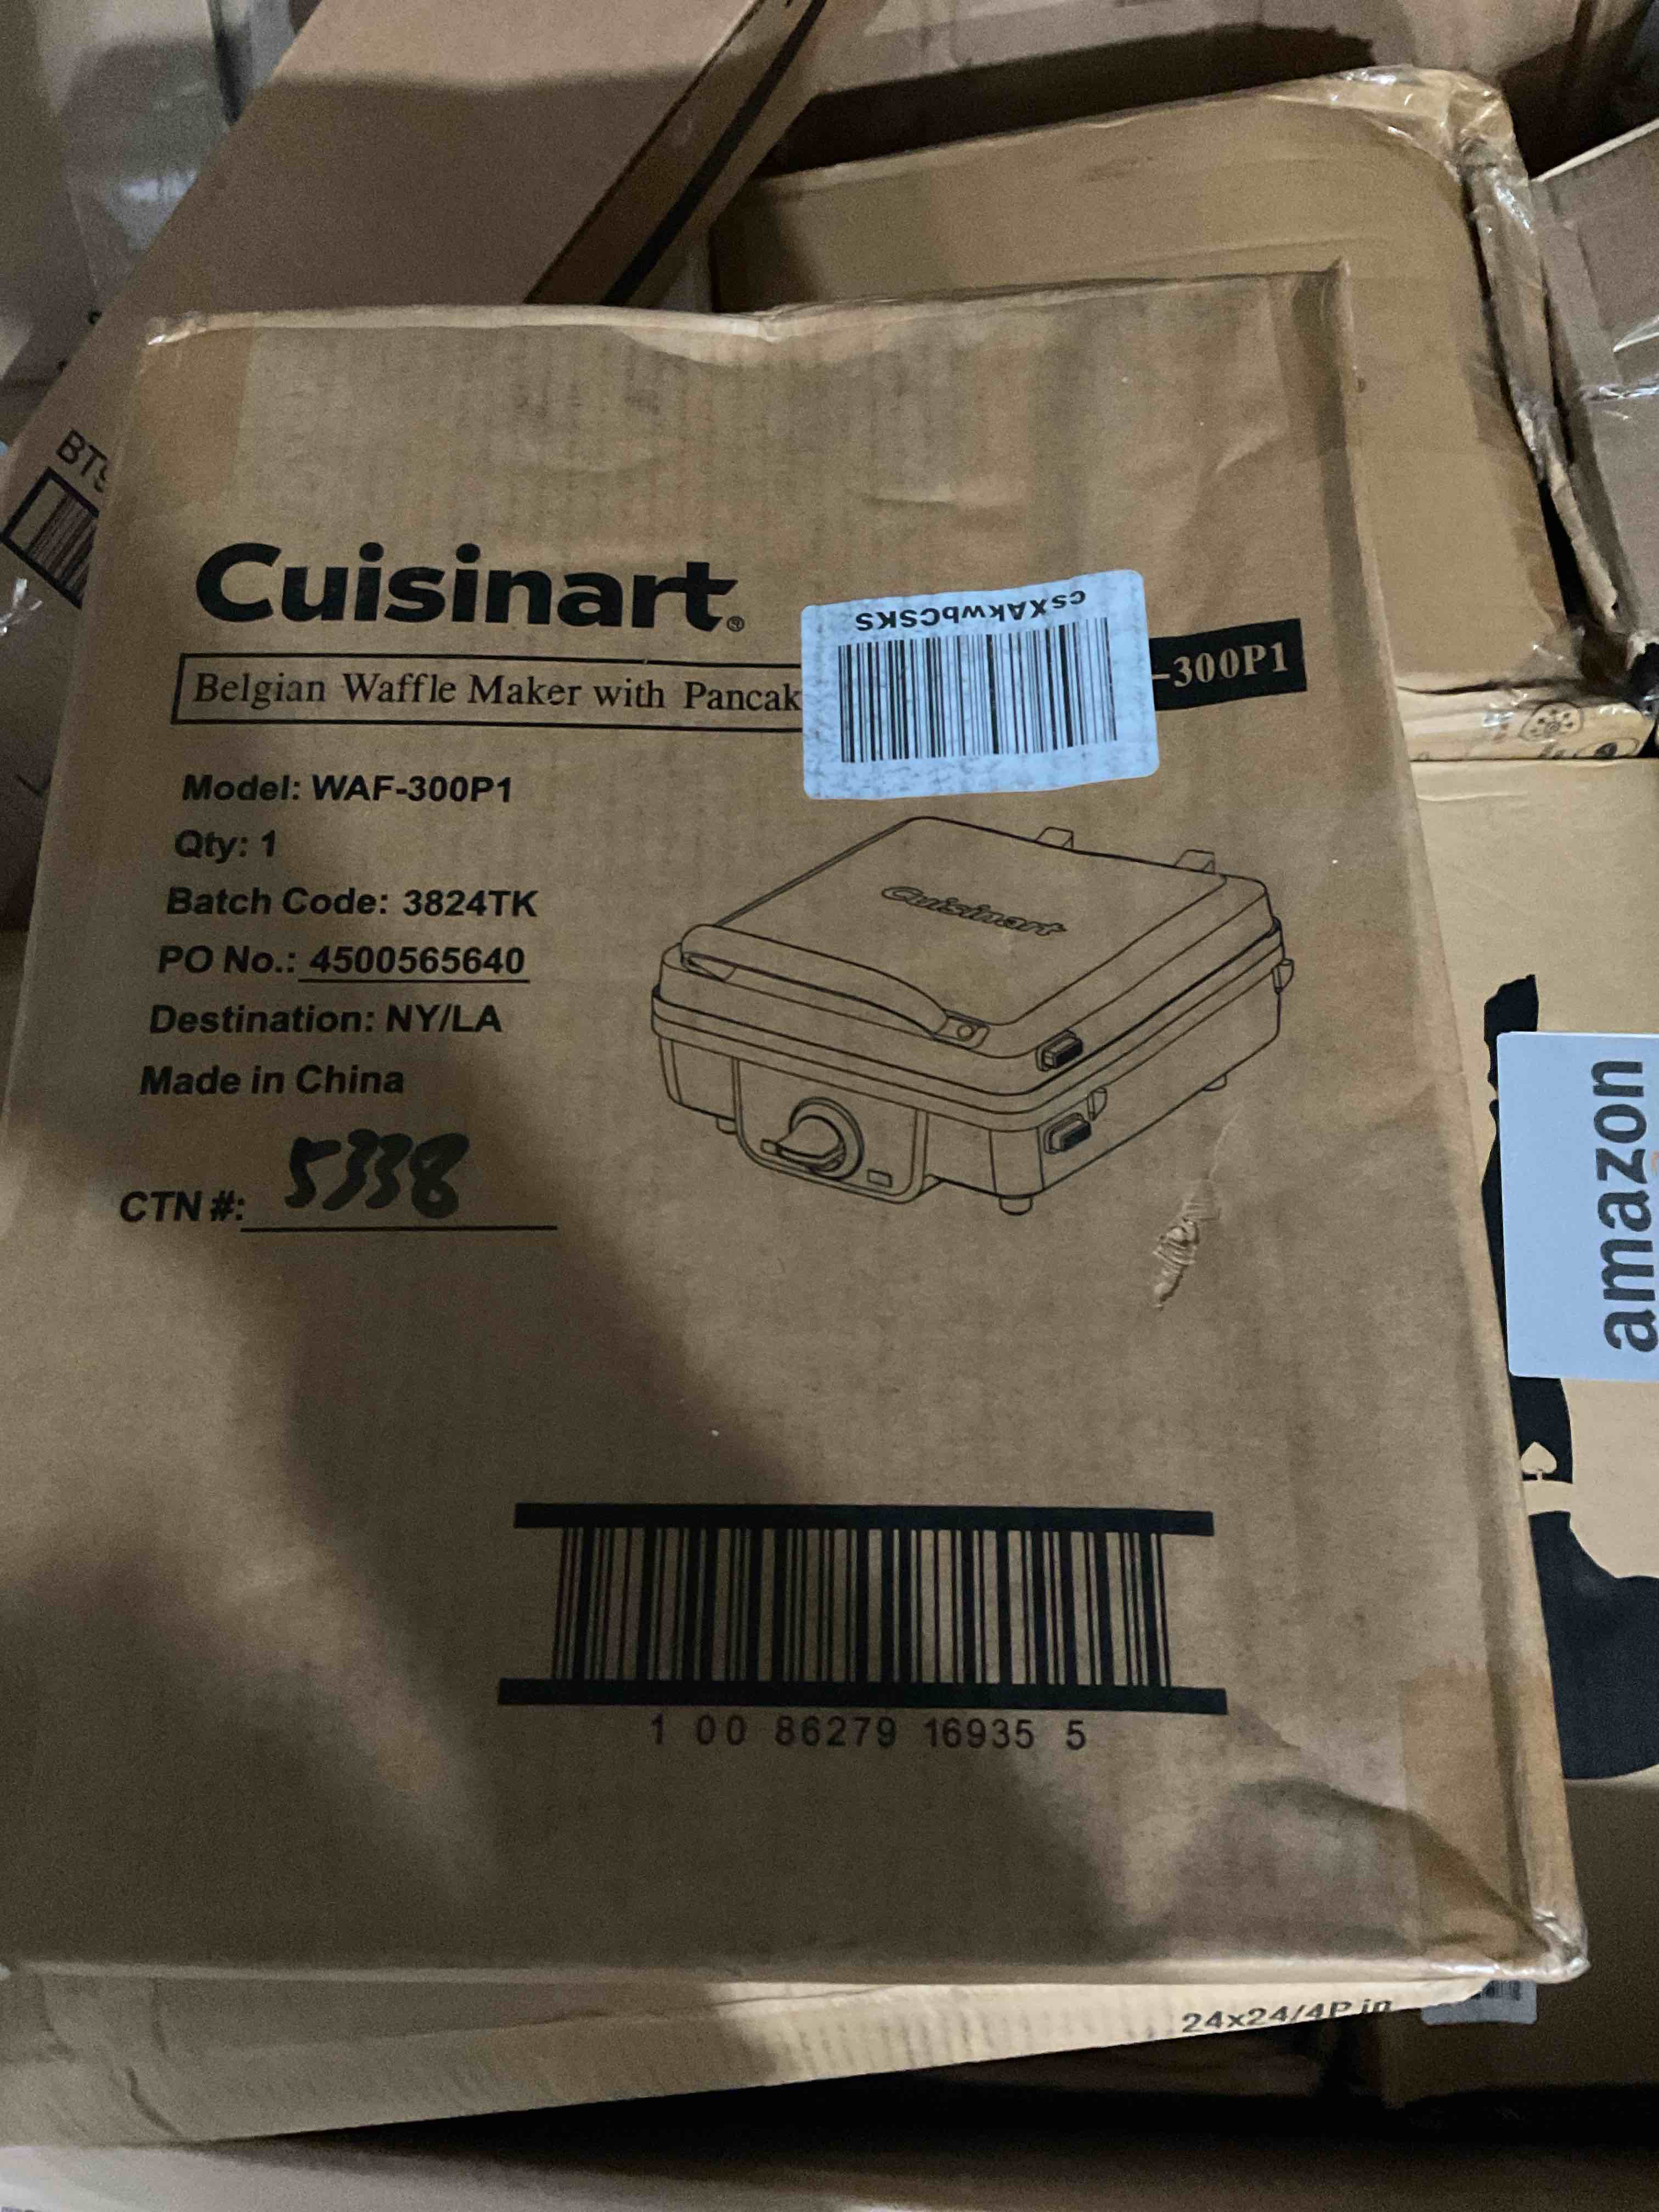 Cuisinart®
csXAkwbCSKS
Belgian Waffle Maker with Pancak
-300P1
Model: WAF-300P1
Qty: 1
Batch Code: 3824TK
PO No.: 4500565640
Destination: NY/LA
Made in China
CTN #: 5338
Cuisinart
amazon
1 00 86279 16935 5
24x24/4P in